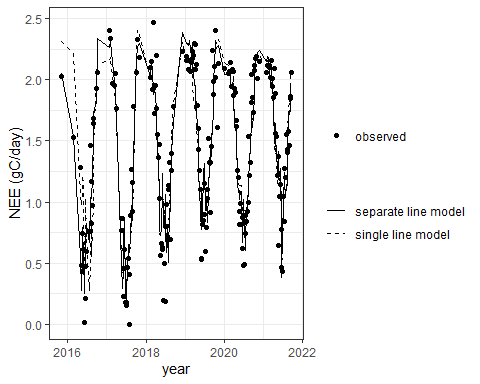 2.5
2.0
1.5
1.0
0.5
0.0
NEE (gC/day)
2016
2018
2020
2022
year
observed
separate line model
single line model